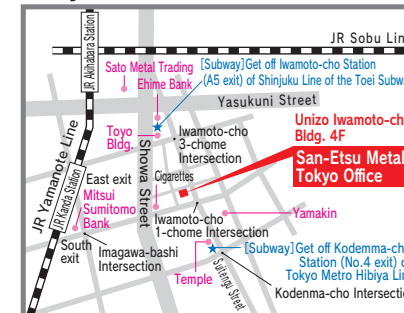 JR Sobu Lin
JR Akihabara Station
Sato Metal Trading
[Subway]Get off Iwamoto-cho Station
(A5 exit) of Shinjuku Line of the Toei Subwa
Ehime Bank
Yasukuni Street
Toyo
Bldg.
Iwamoto-cho
3-chome
Intersection
Unizo Iwamoto-ch
Bldg. 4F
San-Etsu Metal
Tokyo Office
JR Yamanote Line
Showa Street
JR Kanda Station
East exit
Cigarettes
Mitsui
Sumitomo
Bank
Yamakin
Iwamoto-cho
1-chome Intersection
South
exit
Imagawa-bashi
Intersection
[Subway]Get off Kodemma-ch
Station (No.4 exit) o
Tokyo Metro Hibiya Lin
Temple
Suitengu Street
Kodenma-cho Intersectio